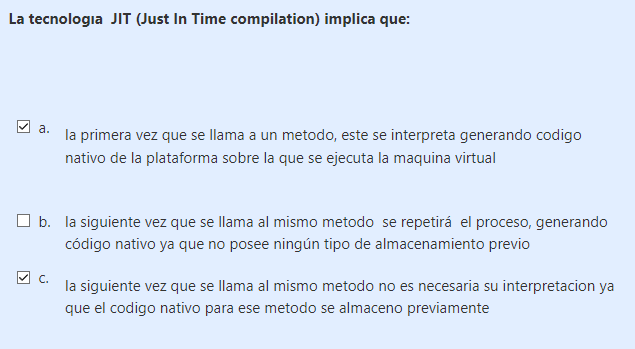 La tecnologıa JIT (Just In Time compilation) implica que:
a. la primera vez que se llama a un metodo, este se interpreta generando codigo
nativo de la plataforma sobre la que se ejecuta la maquina virtual
b. la siguiente vez que se llama al mismo metodo se repetirá el proceso, generando
código nativo ya que no posee ningún tipo de almacenamiento previo
c. la siguiente vez que se llama al mismo metodo no es necesaria su interpretacion ya
que el codigo nativo para ese metodo se almaceno previamente